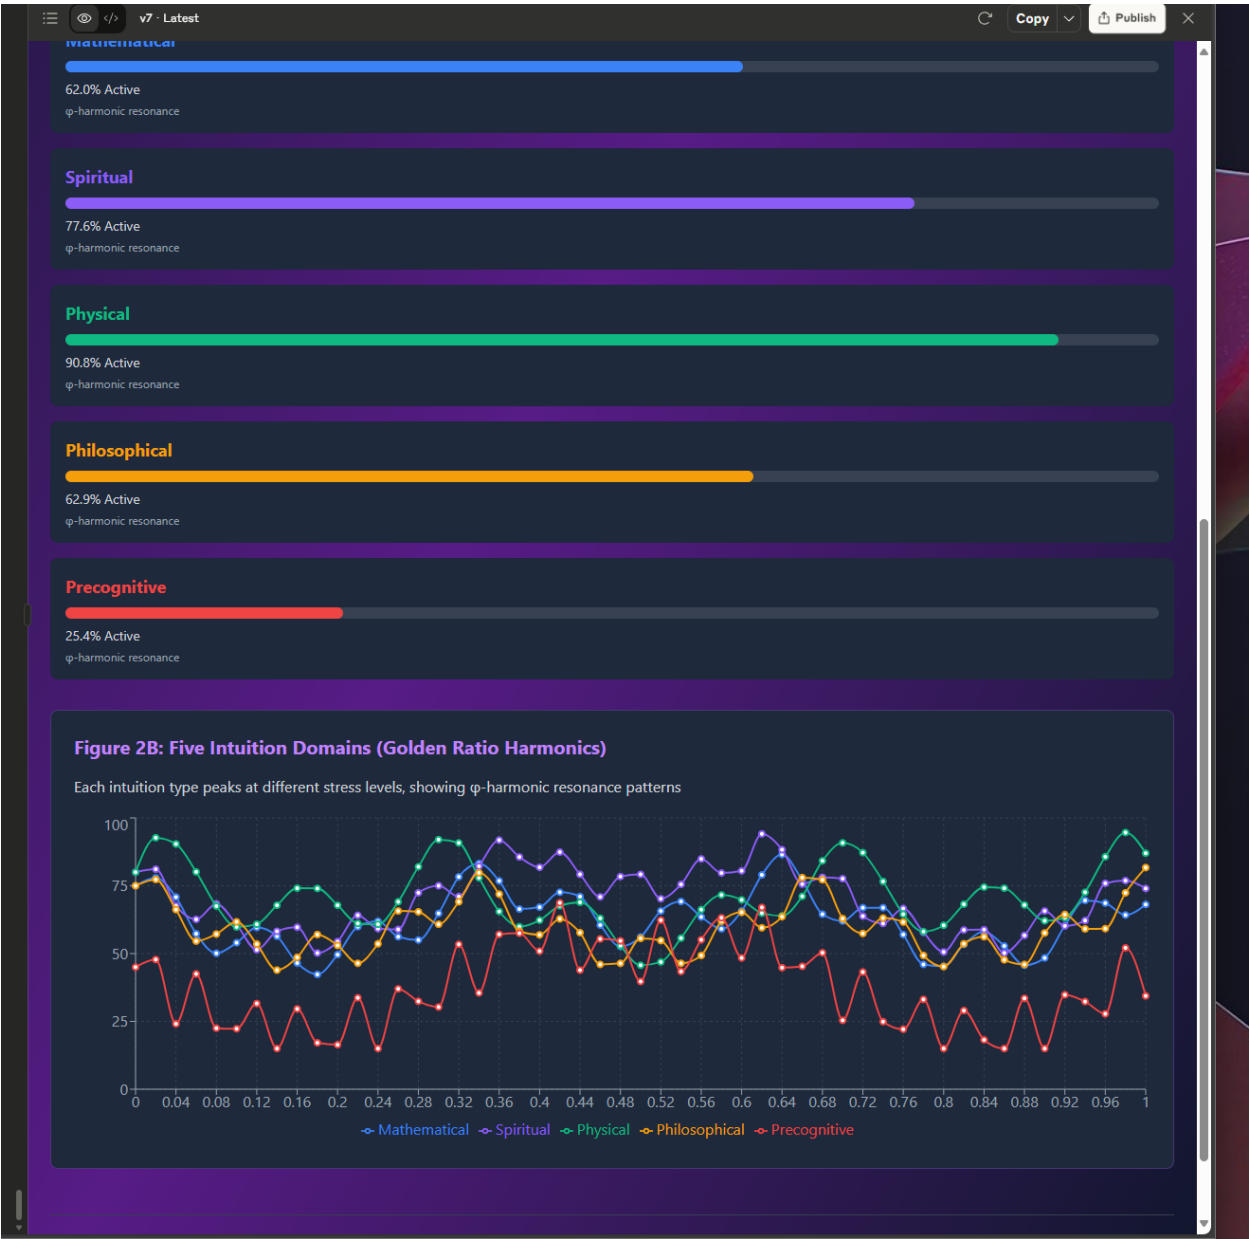 v7 · Latest
Copy
Publish
Mathematical
62.0% Active
φ-harmonic resonance
Spiritual
77.6% Active
φ-harmonic resonance
Physical
90.8% Active
φ-harmonic resonance
Philosophical
62.9% Active
φ-harmonic resonance
Precognitive
25.4% Active
φ-harmonic resonance
Figure 2B: Five Intuition Domains (Golden Ratio Harmonics)
Each intuition type peaks at different stress levels, showing φ-harmonic resonance patterns
100
75
50
25
0
0 0.04 0.08 0.12 0.16 0.2 0.24 0.28 0.32 0.36 0.4 0.44 0.48 0.52 0.56 0.6 0.64 0.68 0.72 0.76 0.8 0.84 0.88 0.92 0.96 1
Mathematical Spiritual Physical Philosophical Precognitive